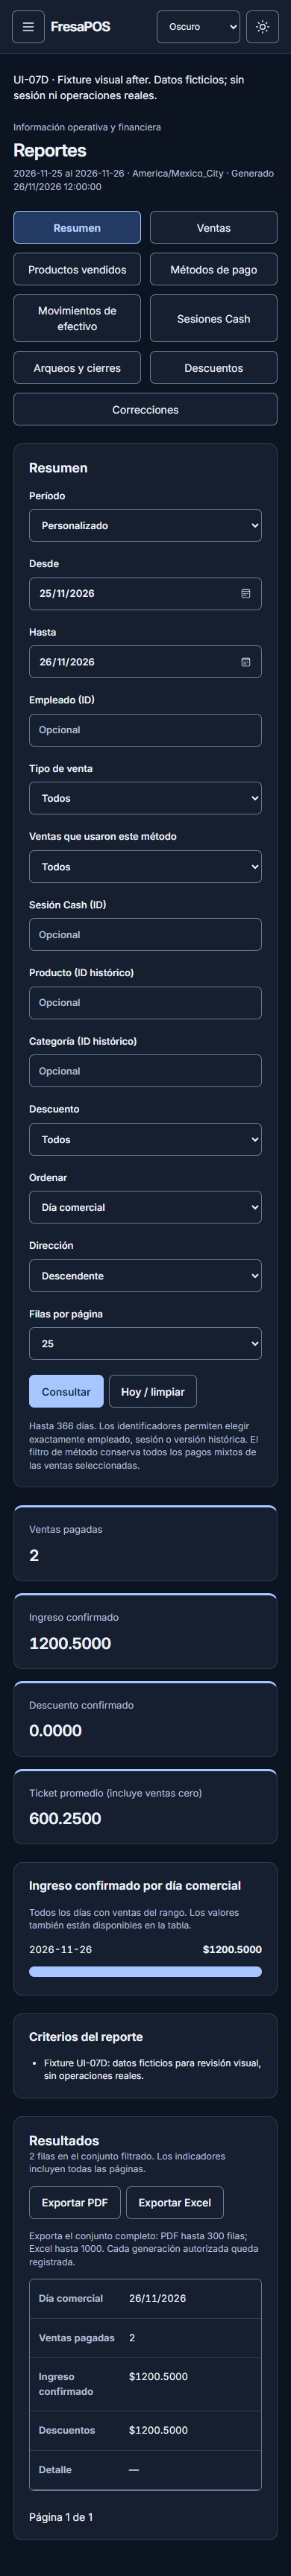 FresaPOS
Oscuro
UI-07D · Fixture visual after. Datos ficticios; sin
sesión ni operaciones reales.
Información operativa y financiera
Reportes
2026-11-25 al 2026-11-26 · America/Mexico_City · Generado
26/11/2026 12:00:00
Resumen
Ventas
Productos vendidos
Métodos de pago
Movimientos de
efectivo
Sesiones Cash
Arqueos y cierres
Descuentos
Correcciones
Resumen
Período
Personalizado
Desde
25/11/2026
Hasta
26/11/2026
Empleado (ID)
Opcional
Tipo de venta
Todos
Ventas que usaron este método
Todos
Sesión Cash (ID)
Opcional
Producto (ID histórico)
Opcional
Categoría (ID histórico)
Opcional
Descuento
Todos
Ordenar
Día comercial
Dirección
Descendente
Filas por página
25
Consultar
Hoy / limpiar
Hasta 366 días. Los identificadores permiten elegir
exactamente empleado, sesión o versión histórica. El
filtro de método conserva todos los pagos mixtos de
las ventas seleccionadas.
Ventas pagadas
2
Ingreso confirmado
1200.5000
Descuento confirmado
0.0000
Ticket promedio (incluye ventas cero)
600.2500
Ingreso confirmado por día comercial
Todos los días con ventas del rango. Los valores
también están disponibles en la tabla.
2026-11-26 $1200.5000
Criterios del reporte
• Fixture UI-07D: datos ficticios para revisión visual,
sin operaciones reales.
Resultados
2 filas en el conjunto filtrado. Los indicadores
incluyen todas las páginas.
Exportar PDF
Exportar Excel
Exporta el conjunto completo: PDF hasta 300 filas;
Excel hasta 1000. Cada generación autorizada queda
registrada.
Día comercial 26/11/2026
Ventas pagadas 2
Ingreso $1200.5000
confirmado
Descuentos $1200.5000
Detalle —
Página 1 de 1